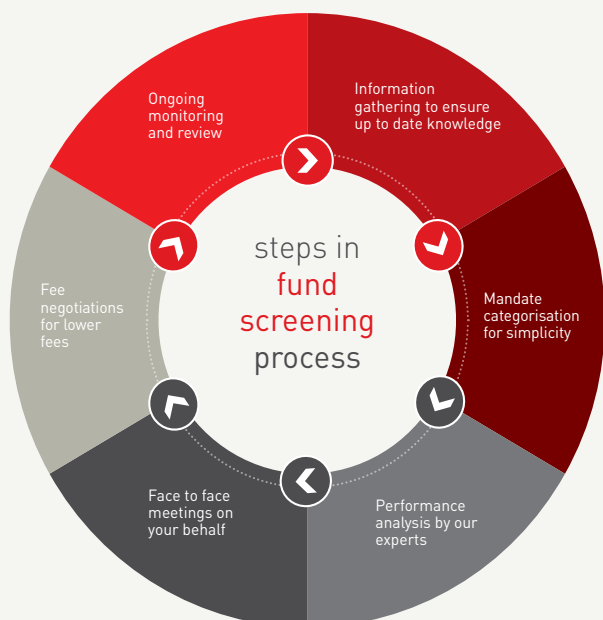 steps in
fund
screening
process
Information
gathering to ensure
up to date knowledge
Mandate
categorisation
for simplicity
Performance
analysis by our
experts
Face to face
meetings on
your behalf
Fee
negotiations
for lower
fees
Ongoing
monitoring
and review